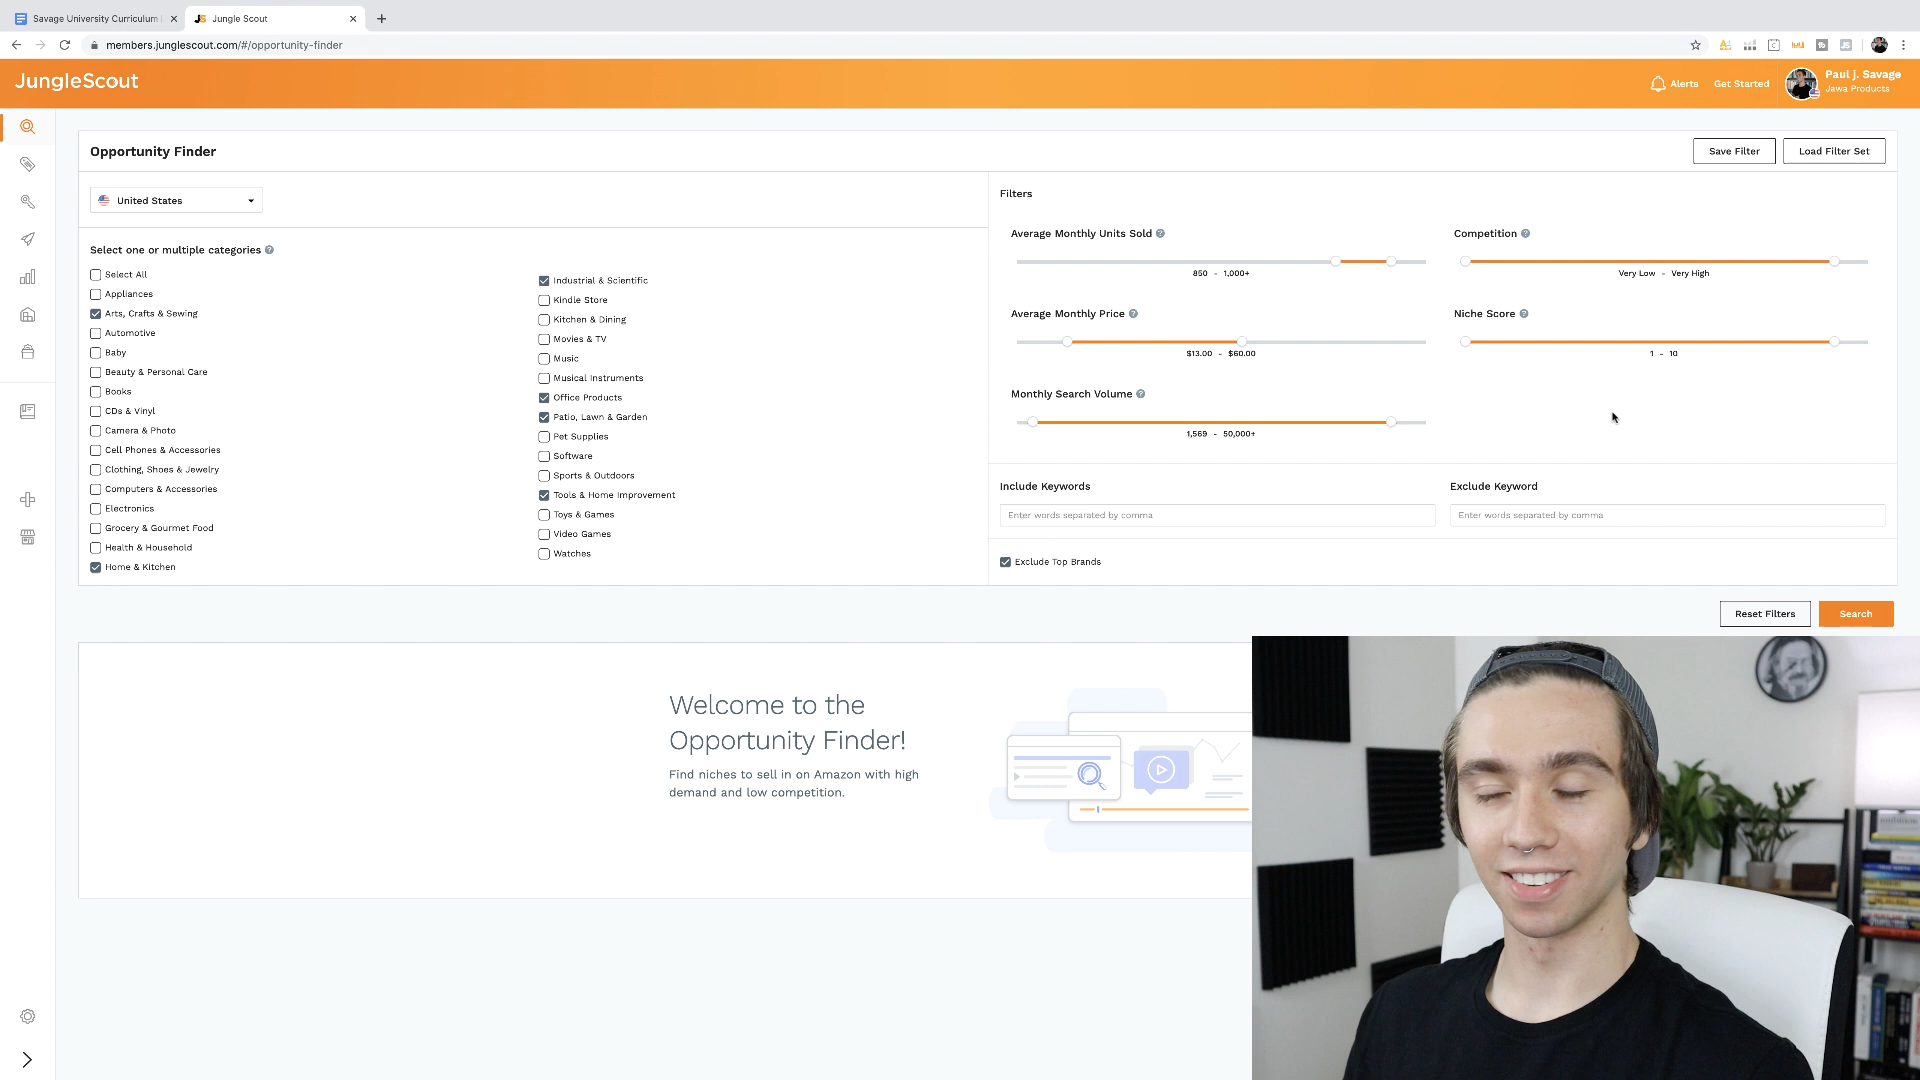 Savage University Curriculum
Jungle Scout
members.junglescout.com/#/opportunity-finder
JungleScout
Alerts
Get Started
Paul j. Savage
Jawa Products
Opportunity Finder
Save Filter
Load Filter Set
United States
Select one or multiple categories
Select All
Appliances
Arts, Crafts & Sewing
Automotive
Baby
Beauty & Personal Care
Books
CDs & Vinyl
Camera & Photo
Cell Phones & Accessories
Clothing, Shoes & Jewelry
Computers & Accessories
Electronics
Grocery & Gourmet Food
Health & Household
Home & Kitchen
Industrial & Scientific
Kindle Store
Kitchen & Dining
Movies & TV
Music
Musical Instruments
Office Products
Patio, Lawn & Garden
Pet Supplies
Software
Sports & Outdoors
Tools & Home Improvement
Toys & Games
Video Games
Watches
Filters
Average Monthly Units Sold
850 - 1,000+
Competition
Very Low - Very High
Average Monthly Price
$13.00 - $60.00
Niche Score
1 - 10
Monthly Search Volume
1,569 - 50,000+
Include Keywords
Enter words separated by comma
Exclude Keyword
Enter words separated by comma
Exclude Top Brands
Reset Filters
Search
Welcome to the
Opportunity Finder!
Find niches to sell in on Amazon with high
demand and low competition.